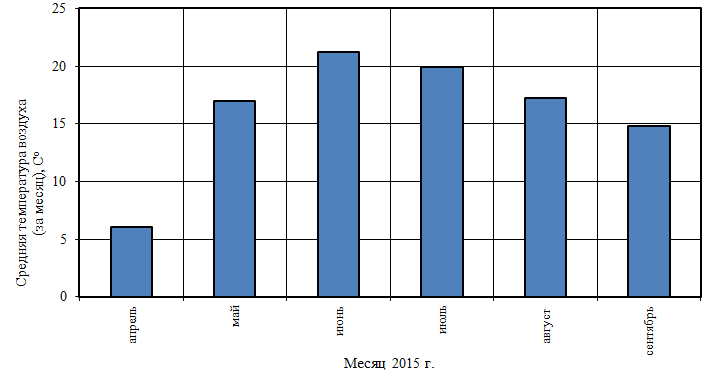 Средняя температура воздуха
(за месяц), Сº
25
20
15
10
5
0
апрель
май
июнь
июль
август
сентябрь
Месяц 2015 г.